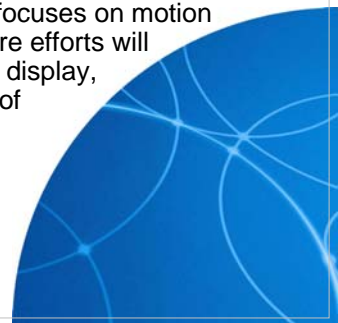 focuses on motion
re efforts will
display,
of